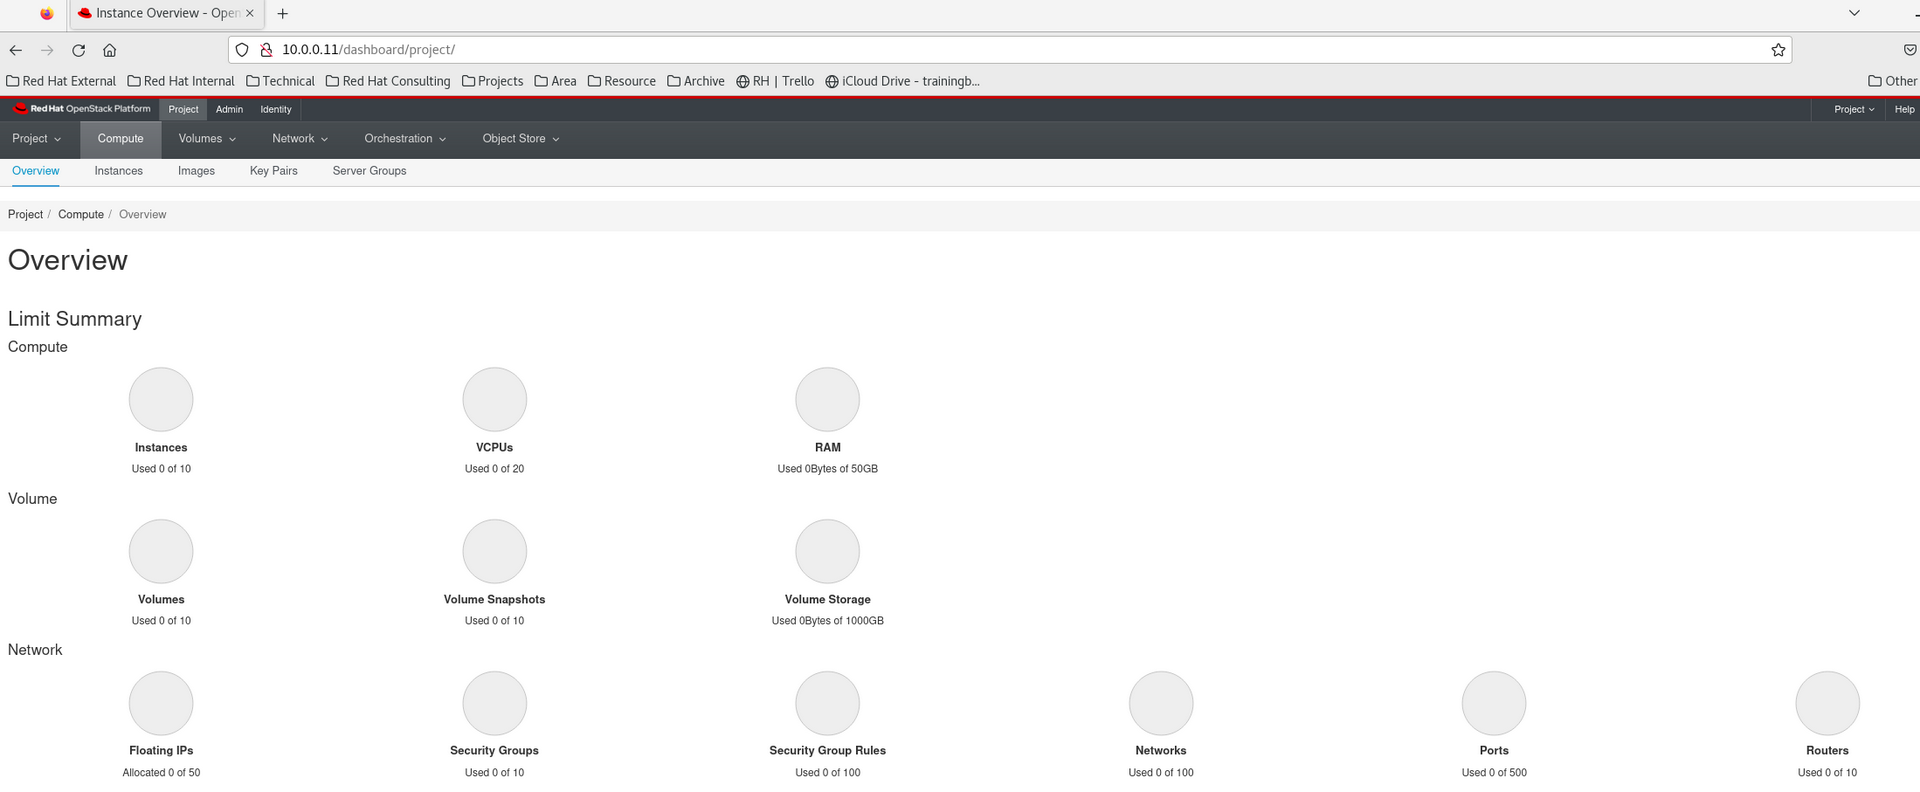 Instance Overview - Open
10.0.0.11/dashboard/project/
Red Hat External Red Hat Internal Technical Red Hat Consulting Projects Area Resource Archive RH | Trello iCloud Drive - trainingb... Other
Red Hat OpenStack Platform Project Admin Identity Project Help
Project Compute Volumes Network Orchestration Object Store
Overview Instances Images Key Pairs Server Groups
Project / Compute / Overview
Overview
Limit Summary
Compute
Instances VCPUs RAM
Used 0 of 10 Used 0 of 20 Used 0Bytes of 50GB
Volume
Volumes Volume Snapshots Volume Storage
Used 0 of 10 Used 0 of 10 Used 0Bytes of 1000GB
Network
Floating IPs Security Groups Security Group Rules Networks Ports Routers
Allocated 0 of 50 Used 0 of 10 Used 0 of 100 Used 0 of 100 Used 0 of 500 Used 0 of 10